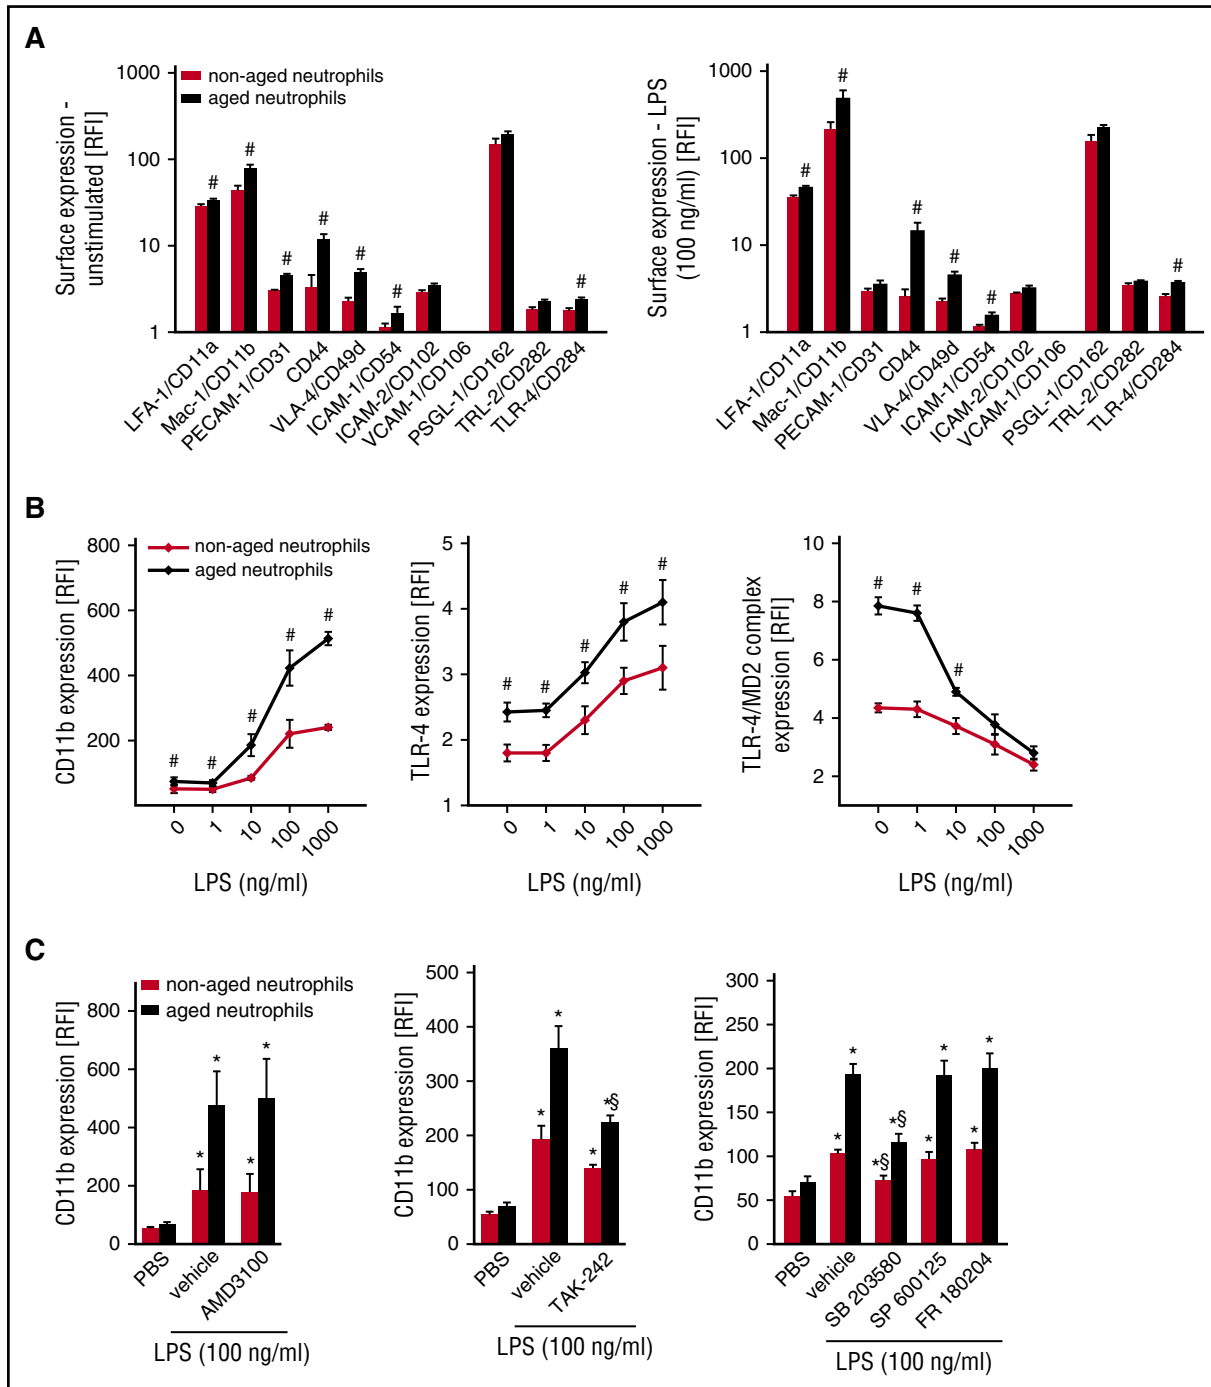 A
Surface expression -
unstimulated [RFI]
1000
100
10
1
non-aged neutrophils
aged neutrophils
# # # # # # #
LFA-1/CD11a
Mac-1/CD11b
PECAM-1/CD31
CD44
VLA-4/CD49d
ICAM-1/CD54
ICAM-2/CD102
VCAM-1/CD106
PSGL-1/CD162
TRL-2/CD282
TLR-4/CD284
Surface expression - LPS
(100 ng/ml) [RFI]
1000
100
10
1
# # # # # #
LFA-1/CD11a
Mac-1/CD11b
PECAM-1/CD31
CD44
VLA-4/CD49d
ICAM-1/CD54
ICAM-2/CD102
VCAM-1/CD106
PSGL-1/CD162
TRL-2/CD282
TLR-4/CD284
B
CD11b expression [RFI]
800
600
400
200
non-aged neutrophils
aged neutrophils
# # # # #
0 1 10 100 1000
LPS (ng/ml)
TLR-4 expression [RFI]
5
4
3
2
1
# # # # #
0 1 10 100 1000
LPS (ng/ml)
TLR-4/MD2 complex
expression [RFI]
10
8
6
4
2
# # #
0 1 10 100 1000
LPS (ng/ml)
C
CD11b expression [RFI]
800
600
400
200
0
non-aged neutrophils
aged neutrophils
* * * *
PBS
vehicle
AMD3100
LPS (100 ng/ml)
CD11b expression [RFI]
500
400
300
200
100
0
* * * *§
PBS
vehicle
TAK-242
LPS (100 ng/ml)
CD11b expression [RFI]
300
250
200
150
100
50
0
* * *§ *§ * * * *
PBS
vehicle
SB 203580
SP 600125
FR 180204
LPS (100 ng/ml)